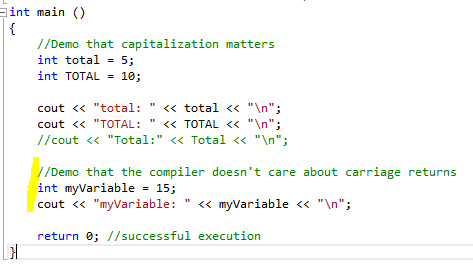 int main ()
{
//Demo that capitalization matters
int total = 5;
int TOTAL = 10;
cout << "total: " << total << "\n";
cout << "TOTAL: " << TOTAL << "\n";
//cout << "Total:" << Total << "\n";
//Demo that the compiler doesn't care about carriage returns
int myVariable = 15;
cout << "myVariable: " << myVariable << "\n";
return 0; //successful execution
}